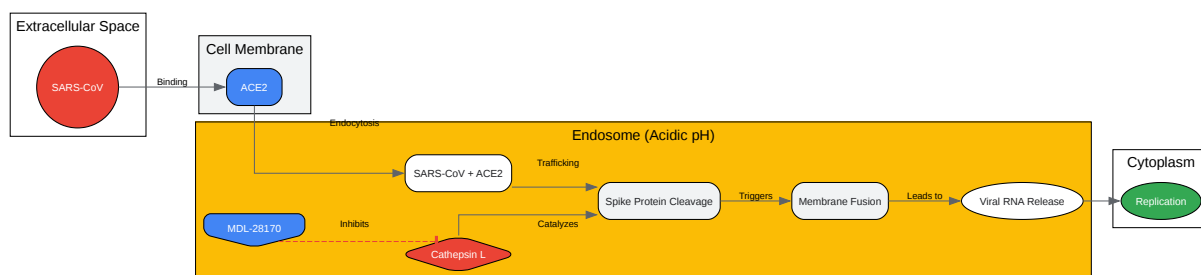 Extracellular Space
SARS-CoV
Binding
Cell Membrane
ACE2
Endocytosis
Endosome (Acidic pH)
SARS-CoV + ACE2
Trafficking
Spike Protein Cleavage
Triggers
Membrane Fusion
Leads to
Viral RNA Release
MDL-28170
Inhibits
Cathepsin L
Catalyzes
Cytoplasm
Replication